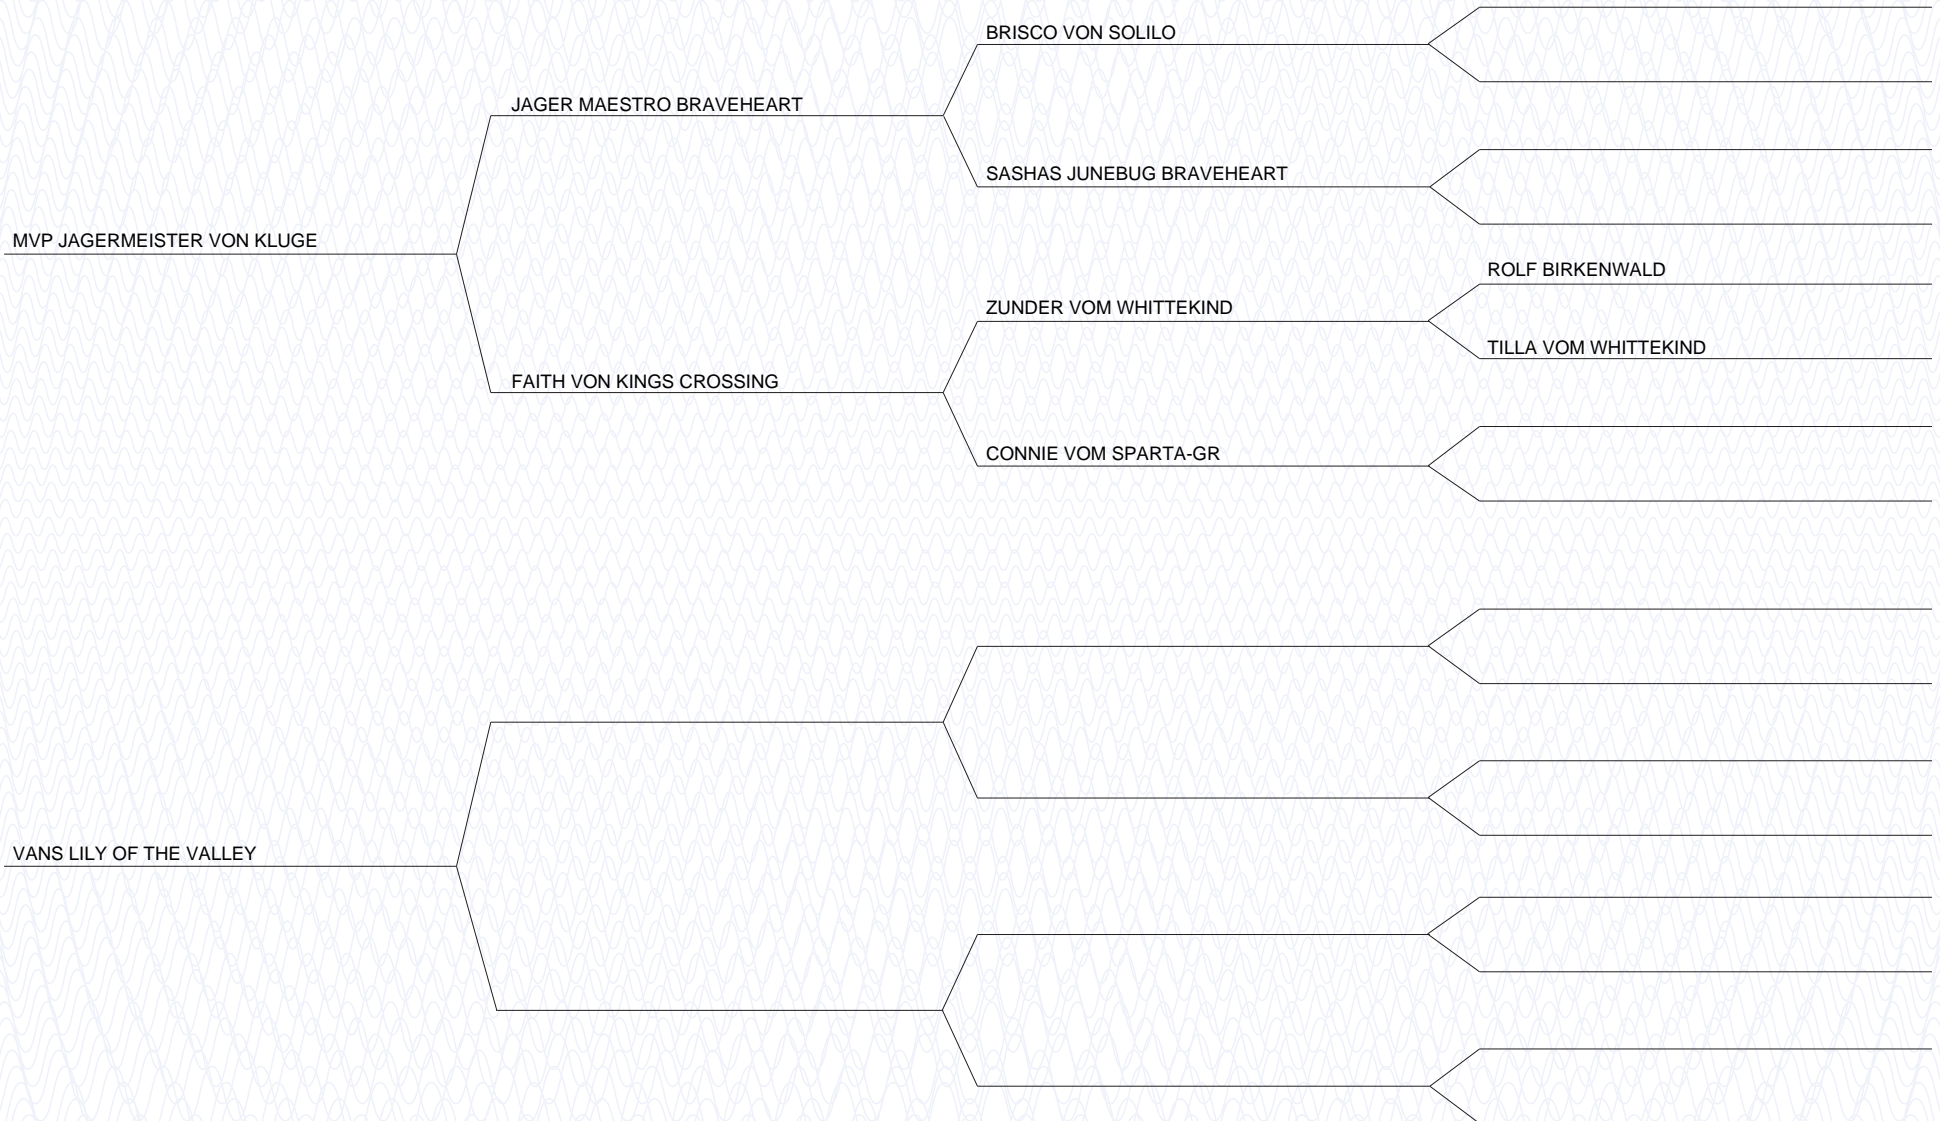 BRISCO VON SOLILO
JAGER MAESTRO BRAVEHEART
SASHAS JUNEBUG BRAVEHEART
MVP JAGERMEISTER VON KLUGE
ROLF BIRKENWALD
ZUNDER VOM WHITTEKIND
TILLA VOM WHITTEKIND
FAITH VON KINGS CROSSING
CONNIE VOM SPARTA-GR
VANS LILY OF THE VALLEY